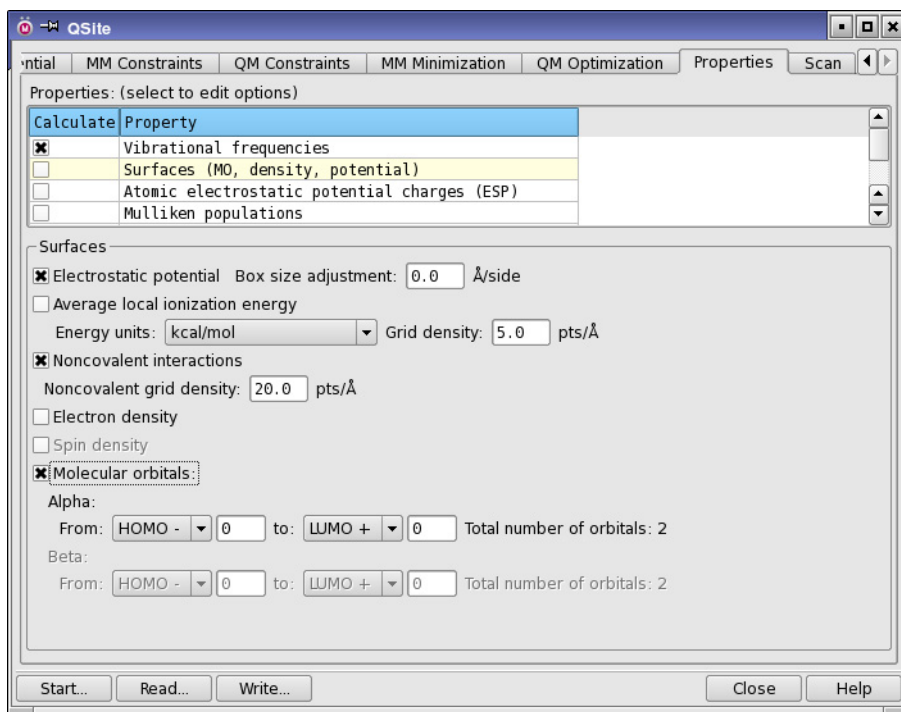 QSite
ntial MM Constraints QM Constraints MM Minimization QM Optimization Properties Scan
Properties: (select to edit options)
Calculate Property
Vibrational frequencies
Surfaces (MO, density, potential)
Atomic electrostatic potential charges (ESP)
Mulliken populations
Surfaces
Electrostatic potential Box size adjustment: 0.0 Å/side
Average local ionization energy
Energy units: kcal/mol Grid density: 5.0 pts/Å
Noncovalent interactions
Noncovalent grid density: 20.0 pts/Å
Electron density
Spin density
Molecular orbitals:
Alpha:
From: HOMO - 0 to: LUMO + 0 Total number of orbitals: 2
Beta:
From: HOMO - 0 to: LUMO + 0 Total number of orbitals: 2
Start... Read... Write... Close Help